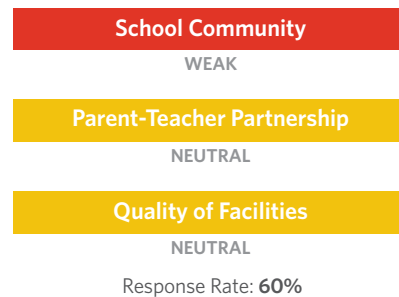 School Community
WEAK
Parent-Teacher Partnership
NEUTRAL
Quality of Facilities
NEUTRAL
Response Rate: 60%